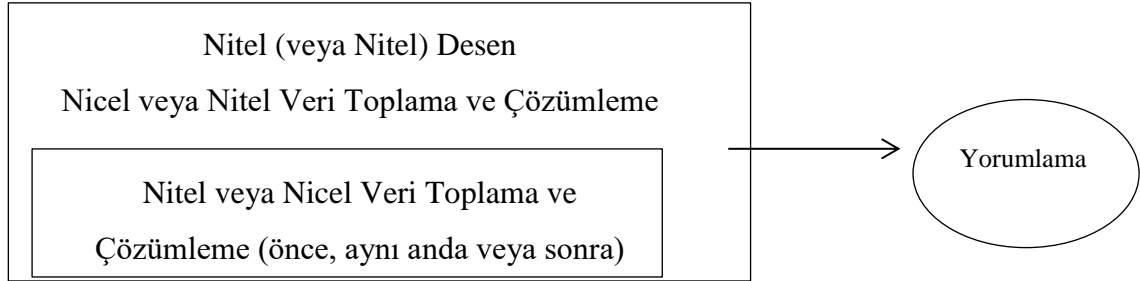 Nitel (veya Nitel) Desen
Nicel veya Nitel Veri Toplama ve Çözümleme
Nitel veya Nicel Veri Toplama ve
Çözümleme (önce, aynı anda veya sonra)
Yorumlama